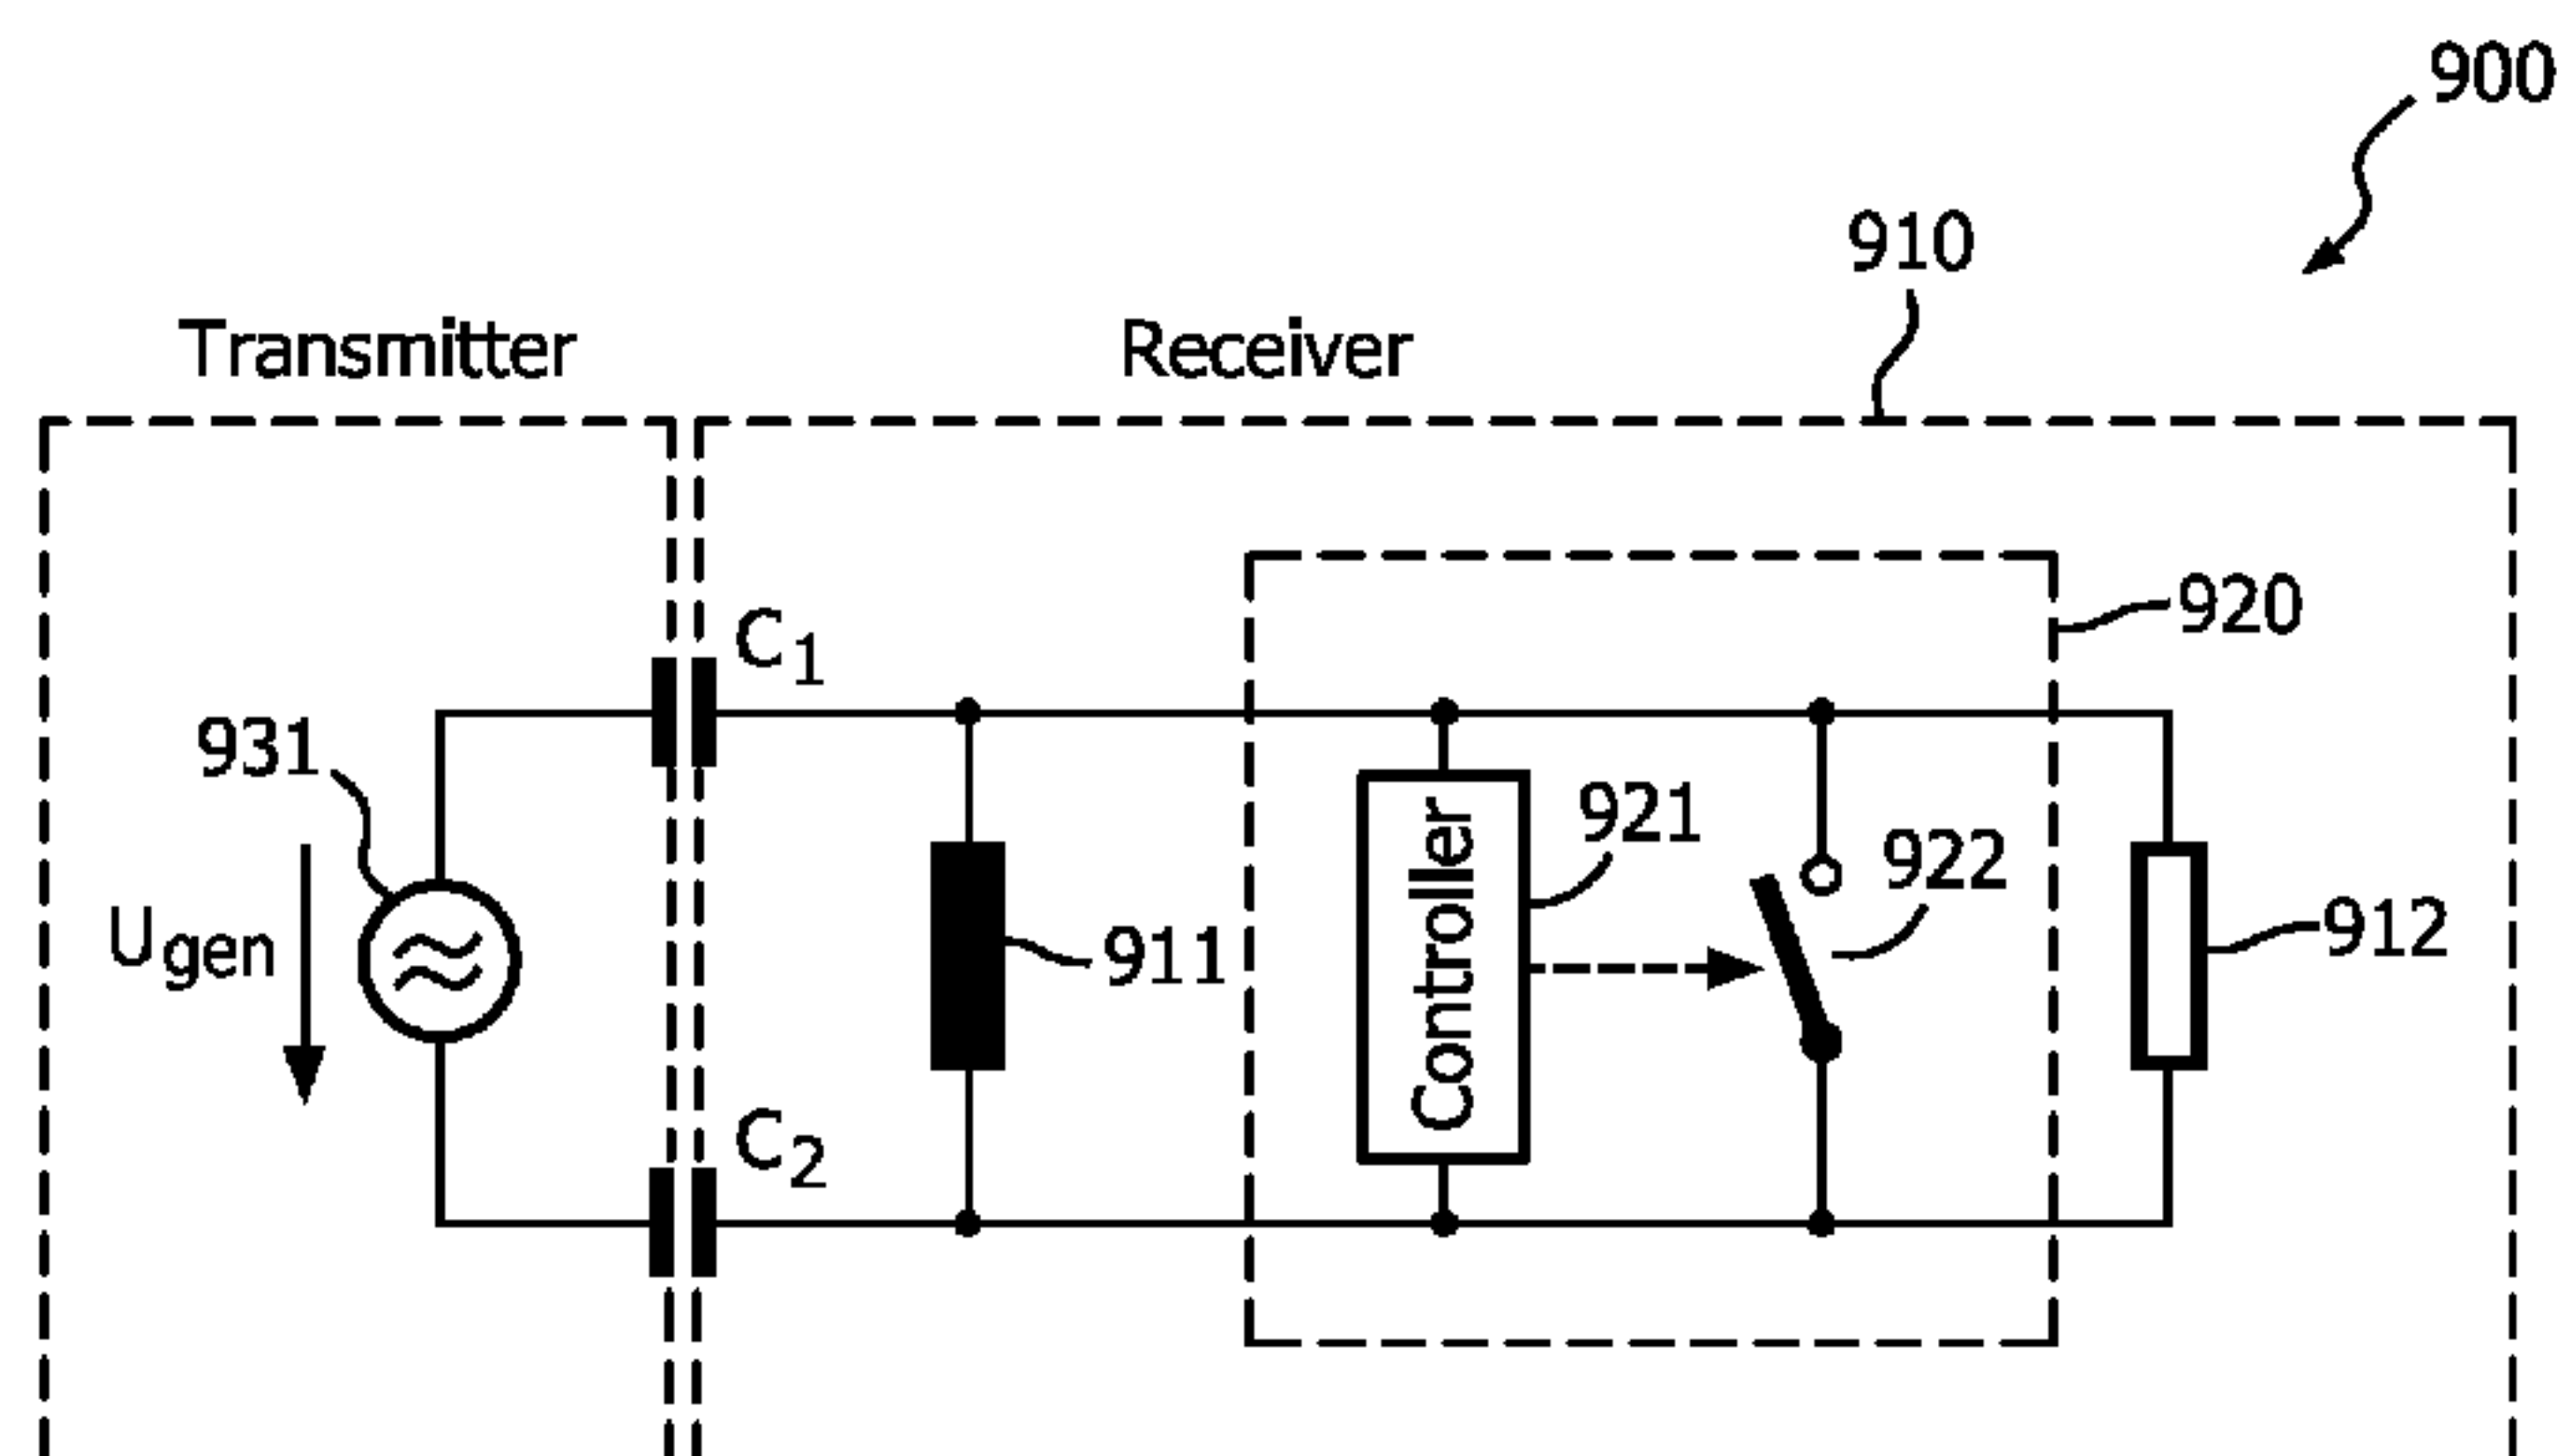 900
910
Transmitter
Receiver
920
C1
931
921
922
Controller
Ugen
911
912
C2